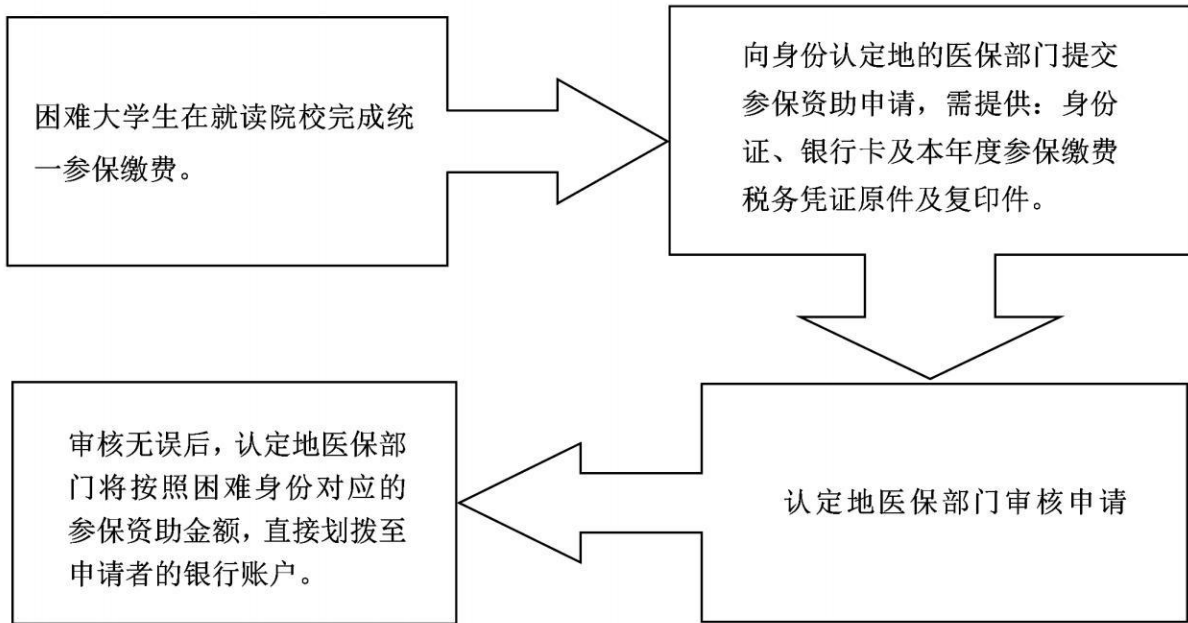 困难大学生在就读院校完成统
一参保缴费。
向身份认定地的医保部门提交
参保资助申请，需提供：身份
证、银行卡及本年度参保缴费
税务凭证原件及复印件。
认定地医保部门审核申请
审核无误后，认定地医保部
门将按照困难身份对应的
参保资助金额，直接划拨至
申请者的银行账户。